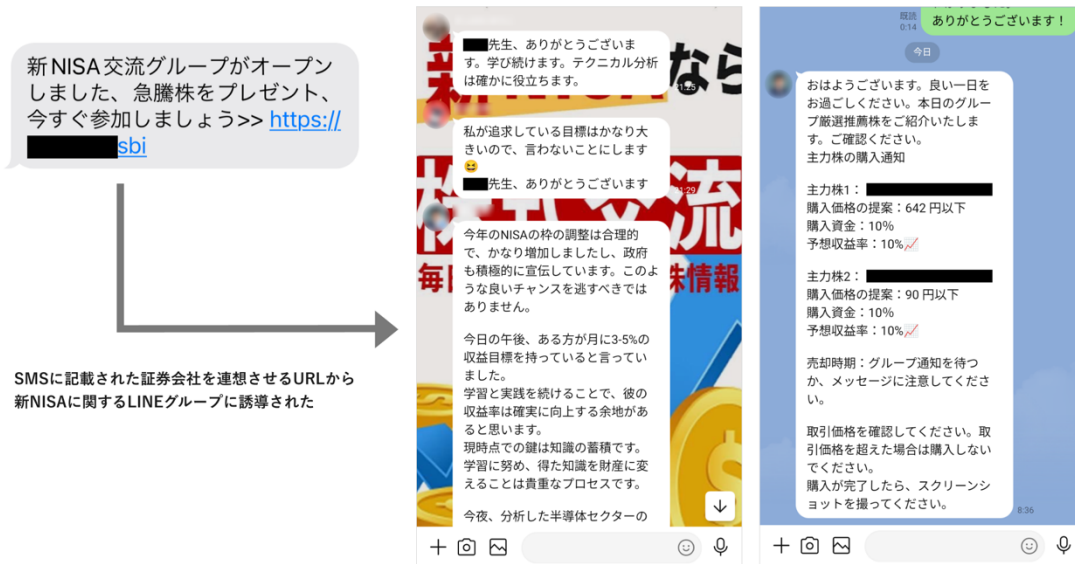 新NISA交流グループがオープン
しました、急騰株をプレゼント、
今すぐ参加しましょう>> https://
sbi
SMSに記載された証券会社を連想させるURLから
新NISAに関するLINEグループに誘導された
新NISAなら
先生、ありがとうございま
す。学び続けます。テクニカル分析
は確かに役立ちます。
21:25
私が追求している目標はかなり大
きいので、言わないことにします
😆
先生、ありがとうございます
21:29
株式交流
毎日
株情報
今年のNISAの枠の調整は合理的
で、かなり増加しましたし、政府
も積極的に宣伝しています。このよ
うな良いチャンスを逃すべきでは
ありません。
今日の午後、ある方が月に3-5%の
収益目標を持っていると言ってい
ました。
学習と実践を続けることで、彼の
収益率は確実に向上する余地があ
ると思います。
現時点での鍵は知識の蓄積です。
学習に努め、得た知識を財産に変
えることは貴重なプロセスです。
今夜、分析した半導体セクターの
既読
0:14
ありがとうございます！
今日
おはようございます。良い一日を
お過ごしください。本日のグルー
プ厳選推薦株をご紹介いたしま
す。ご確認ください。
主力株の購入通知
主力株1：
購入価格の提案：642 円以下
購入資金：10%
予想収益率：10%📈
主力株2：
購入価格の提案：90 円以下
購入資金：10%
予想収益率：10%📈
売却時期：グループ通知を待つ
か、メッセージに注意してくださ
い。
取引価格を確認してください。取
引価格を超えた場合は購入しない
でください。
購入が完了したら、スクリーンシ
ョットを撮ってください。
8:36